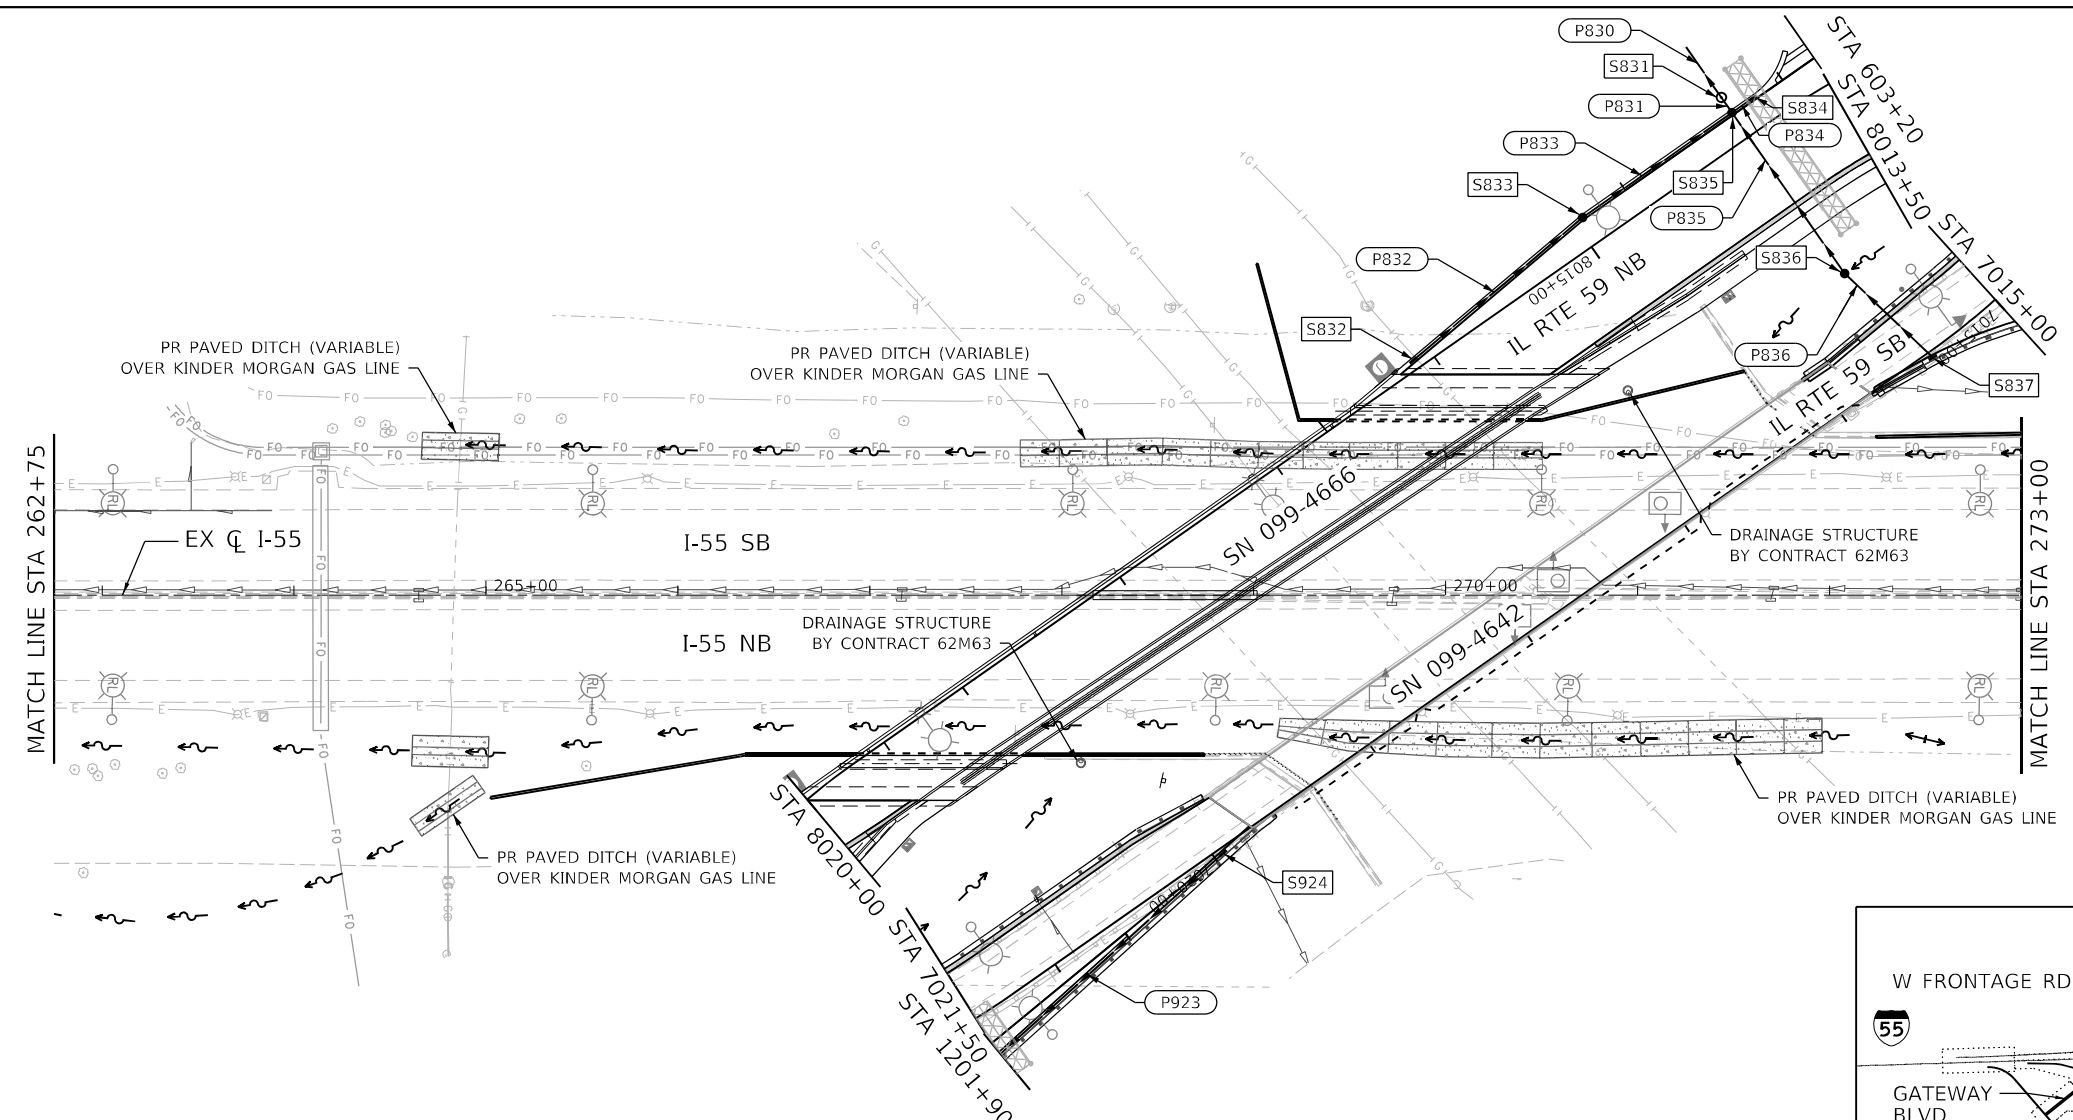 P830
S831
P831
S834
P834
P833
S833
S835
P835
P832
S836
S832
P836
S837
STA 603+20
STA 8013+50
STA 7015+00
8015+00
IL RTE 59 NB
IL RTE 59 SB
PR PAVED DITCH (VARIABLE)
OVER KINDER MORGAN GAS LINE
PR PAVED DITCH (VARIABLE)
OVER KINDER MORGAN GAS LINE
MATCH LINE STA 262+75
MATCH LINE STA 273+00
EX CL I-55
I-55 SB
I-55 NB
265+00
270+00
SN 099-4666
SN 099-4642
DRAINAGE STRUCTURE
BY CONTRACT 62M63
DRAINAGE STRUCTURE
BY CONTRACT 62M63
PR PAVED DITCH (VARIABLE)
OVER KINDER MORGAN GAS LINE
PR PAVED DITCH (VARIABLE)
OVER KINDER MORGAN GAS LINE
STA 8020+00
STA 7021+50
STA 1201+90
S924
P923
W FRONTAGE RD
55
GATEWAY
BLVD